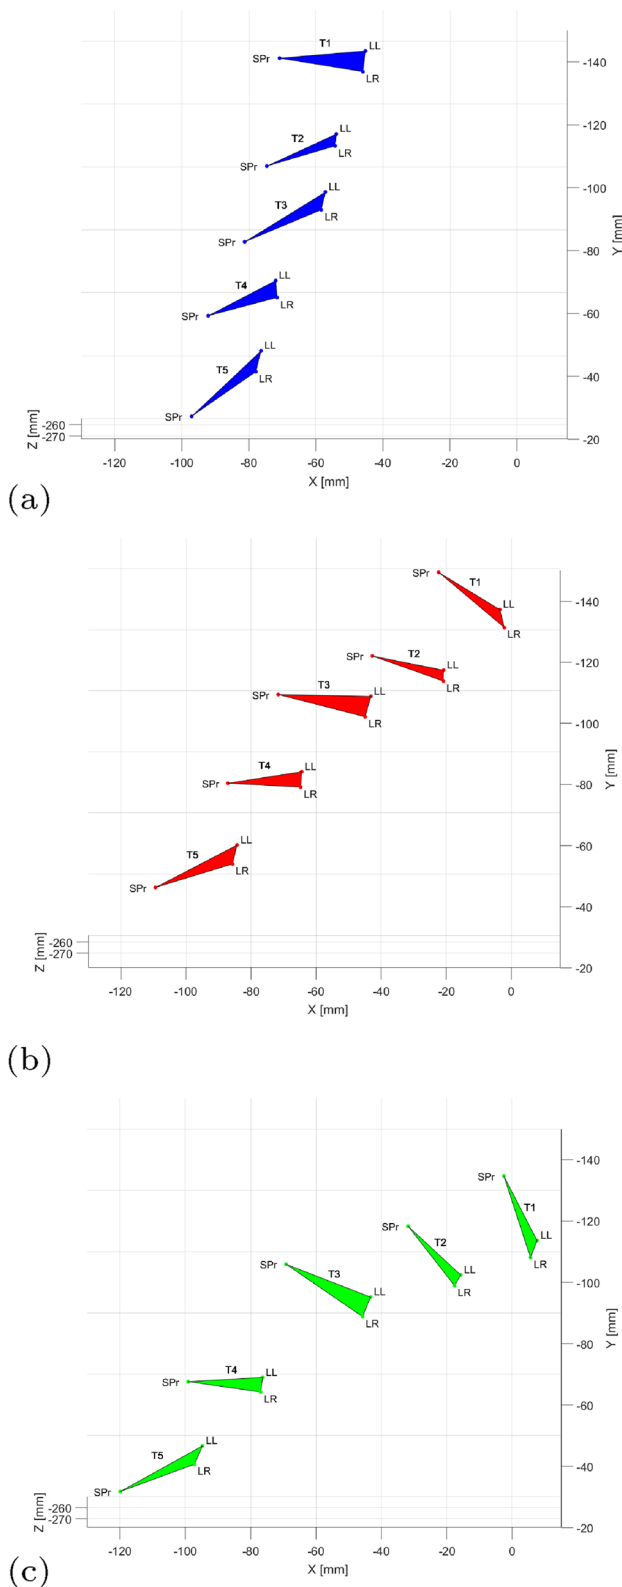 T1
LL
SPr
LR
-140
-120
T2
LL
LR
SPr
-100
LL
T3
LR
SPr
-80
Y [mm]
LL
T4
LR
SPr
-60
LL
T5
LR
-40
SPr
-260
-270
Z [mm]
-20
-120 -100 -80 -60 -40 -20 0
X [mm]
(a)
SPr
T1
LL
-140
LR
T2
SPr
LL
-120
LR
T3
SPr
LL
LR
-100
T4
LL
SPr
-80
LR
Y [mm]
LL
T5
-60
LR
SPr
-40
-260
-270
Z [mm]
-20
-120 -100 -80 -60 -40 -20 0
X [mm]
(b)
-140
SPr
T1
SPr
-120
T2
LL
LR
SPr
T3
LL
-100
LR
LL
LR
Y [mm]
-80
T4
LL
SPr
LR
-60
LL
T5
LR
-40
SPr
-260
-270
Z [mm]
-20
-120 -100 -80 -60 -40 -20 0
X [mm]
(c)